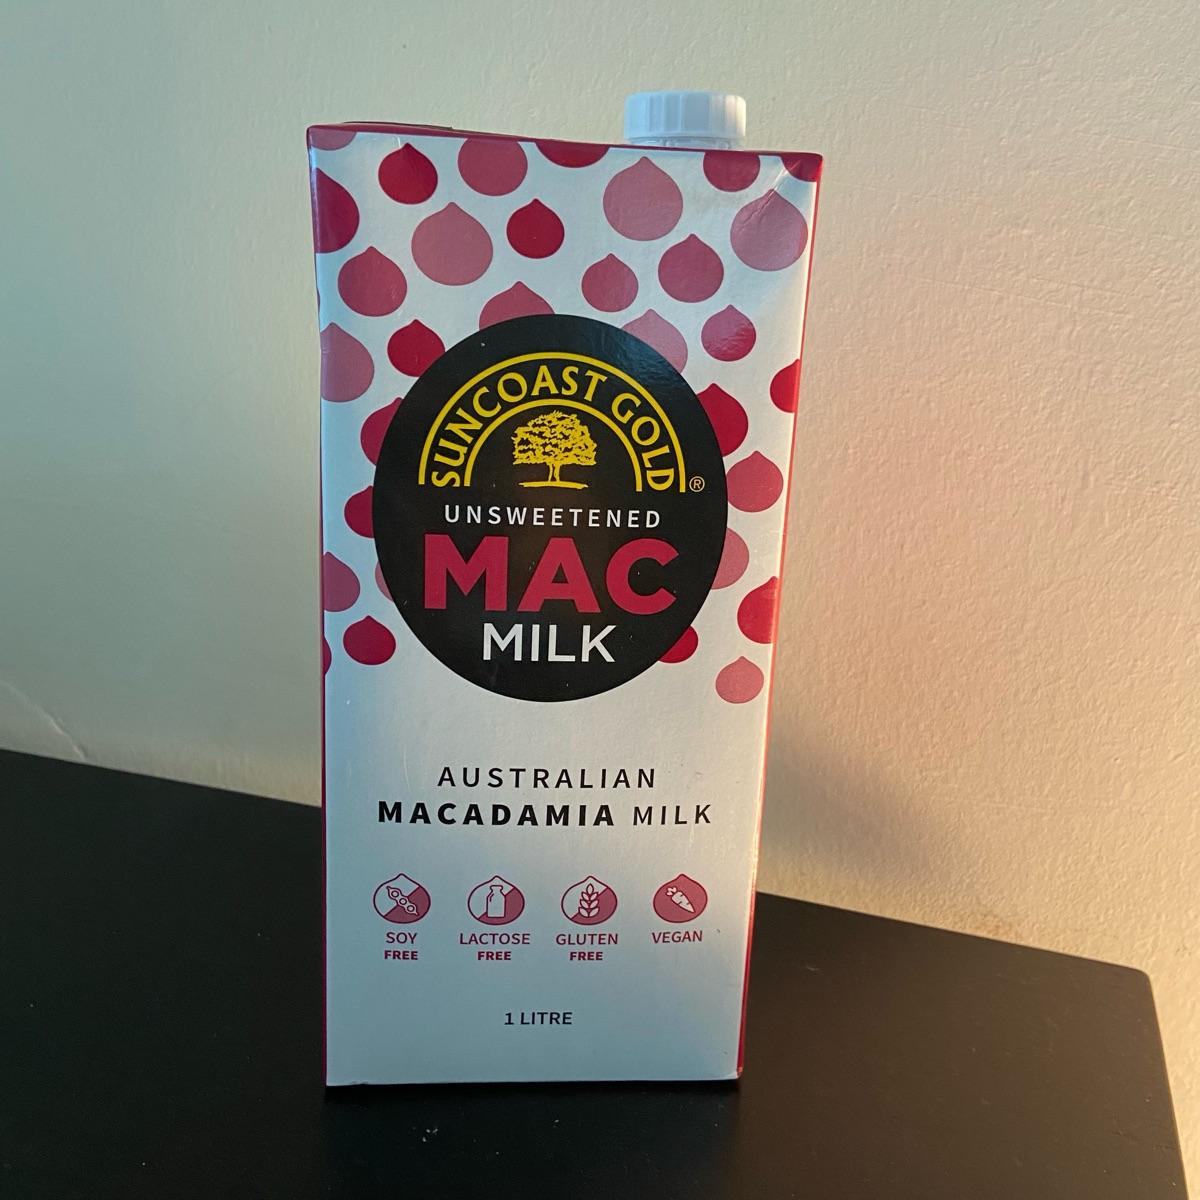 SUNCOAST GOLD
®
UNSWEETENED
MAC
MILK
AUSTRALIAN
MACADAMIA MILK
SOY
FREE
LACTOSE
FREE
GLUTEN
FREE
VEGAN
1 LITRE